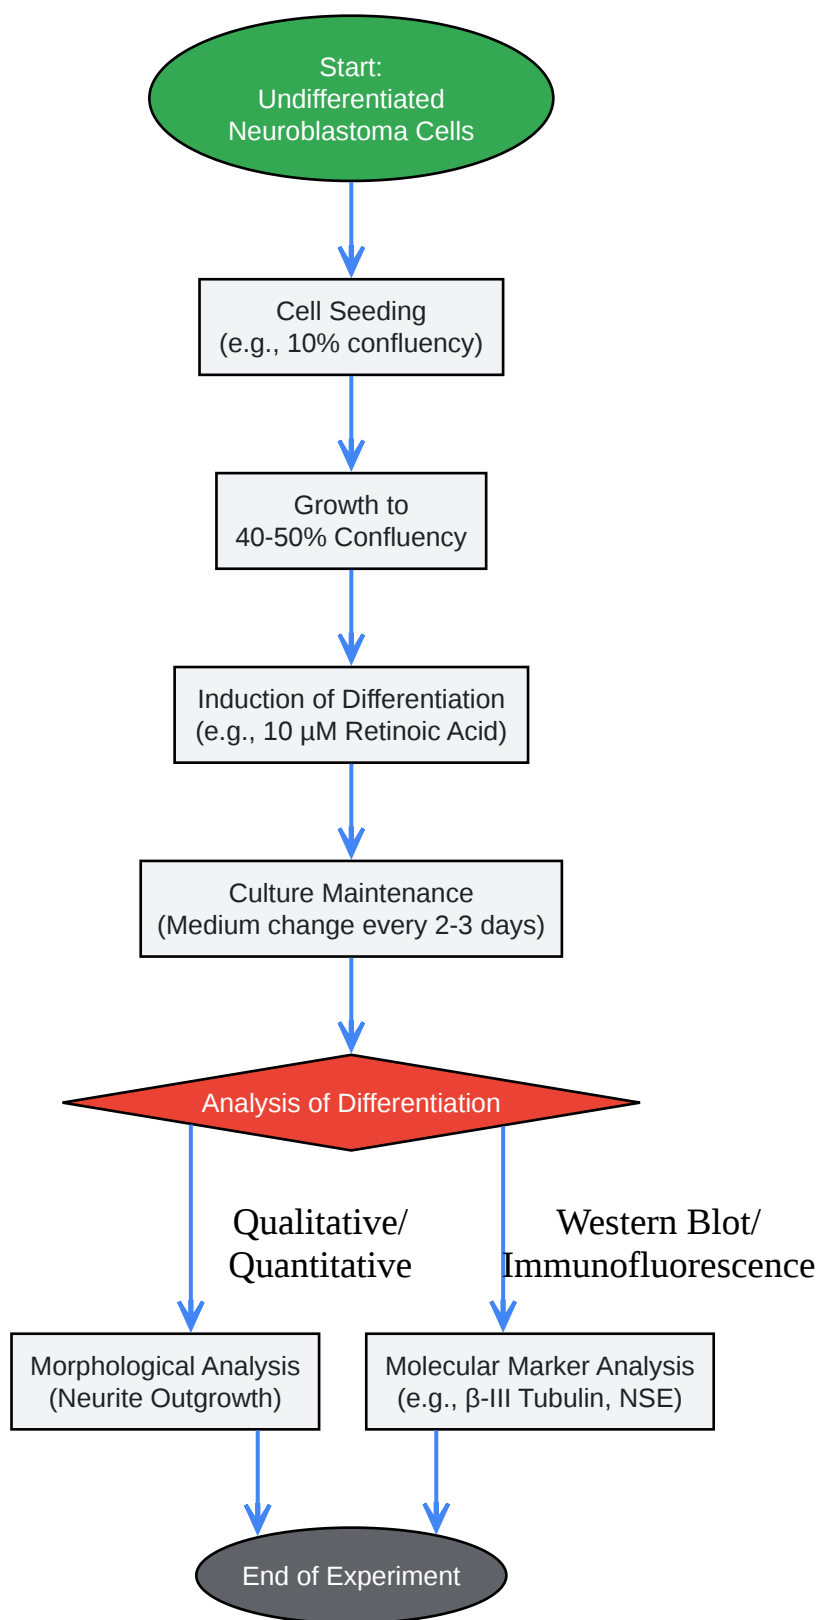 Start:
Undifferentiated
Neuroblastoma Cells
Cell Seeding
(e.g., 10% confluency)
Growth to
40-50% Confluency
Induction of Differentiation
(e.g., 10 µM Retinoic Acid)
Culture Maintenance
(Medium change every 2-3 days)
Analysis of Differentiation
Qualitative/
Quantitative
Western Blot/
Immunofluorescence
Morphological Analysis
(Neurite Outgrowth)
Molecular Marker Analysis
(e.g., β-III Tubulin, NSE)
End of Experiment